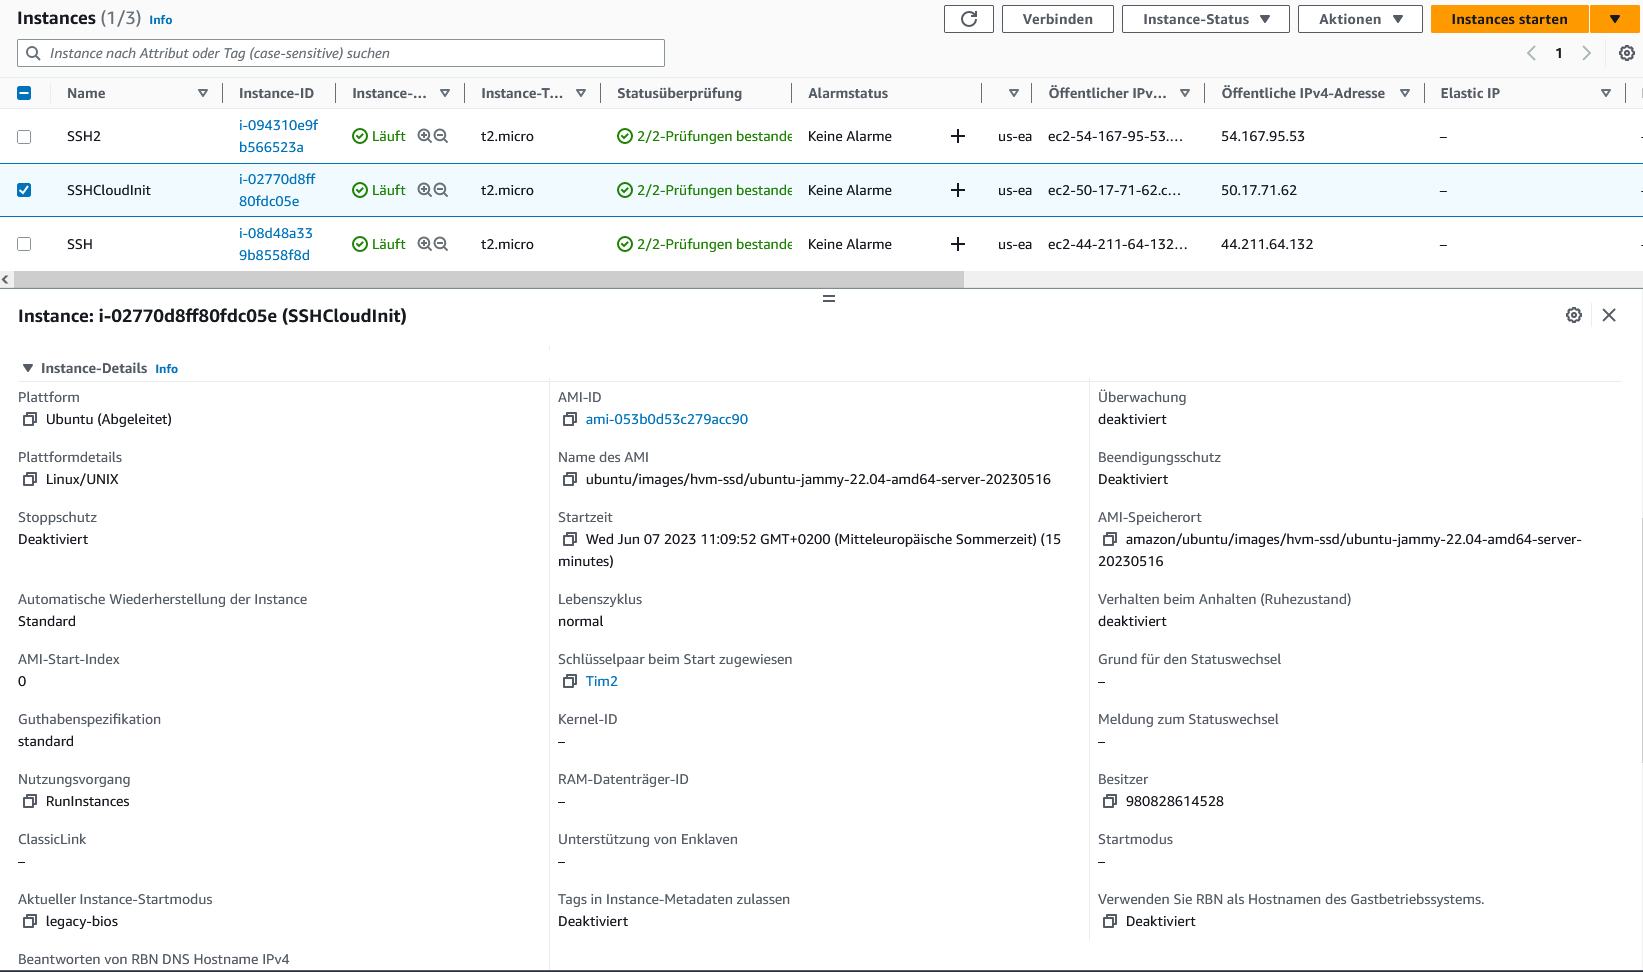 Instances (1/3) Info
Verbinden
Instance-Status
Aktionen
Instances starten
Instance nach Attribut oder Tag (case-sensitive) suchen
1
Name Instance-ID Instance-... Instance-T... Statusüberprüfung Alarmstatus Öffentlicher IPv... Öffentliche IPv4-Adresse Elastic IP
SSH2 i-094310e9fb566523a Läuft t2.micro 2/2-Prüfungen bestande Keine Alarme us-ea ec2-54-167-95-53.... 54.167.95.53 –
SSHCloudInit i-02770d8ff80fdc05e Läuft t2.micro 2/2-Prüfungen bestande Keine Alarme us-ea ec2-50-17-71-62.c... 50.17.71.62 –
SSH i-08d48a339b8558f8d Läuft t2.micro 2/2-Prüfungen bestande Keine Alarme us-ea ec2-44-211-64-132... 44.211.64.132 –
Instance: i-02770d8ff80fdc05e (SSHCloudInit)
Instance-Details Info
Plattform
Ubuntu (Abgeleitet)
AMI-ID
ami-053b0d53c279acc90
Überwachung
deaktiviert
Plattformdetails
Linux/UNIX
Name des AMI
ubuntu/images/hvm-ssd/ubuntu-jammy-22.04-amd64-server-20230516
Beendigungsschutz
Deaktiviert
Stoppschutz
Deaktiviert
Startzeit
Wed Jun 07 2023 11:09:52 GMT+0200 (Mitteleuropäische Sommerzeit) (15
minutes)
AMI-Speicherort
amazon/ubuntu/images/hvm-ssd/ubuntu-jammy-22.04-amd64-server-
20230516
Automatische Wiederherstellung der Instance
Standard
Lebenszyklus
normal
Verhalten beim Anhalten (Ruhezustand)
deaktiviert
AMI-Start-Index
0
Schlüsselpaar beim Start zugewiesen
Tim2
Grund für den Statuswechsel
–
Guthabenspezifikation
standard
Kernel-ID
–
Meldung zum Statuswechsel
–
Nutzungsvorgang
RunInstances
RAM-Datenträger-ID
–
Besitzer
980828614528
ClassicLink
–
Unterstützung von Enklaven
–
Startmodus
–
Aktueller Instance-Startmodus
legacy-bios
Tags in Instance-Metadaten zulassen
Deaktiviert
Verwenden Sie RBN als Hostnamen des Gastbetriebssystems.
Deaktiviert
Beantworten von RBN DNS Hostname IPv4